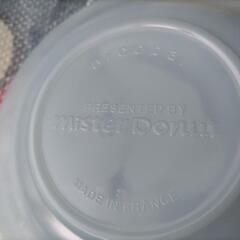 PRESENTED BY
mister Donut
MADE IN FRANCE